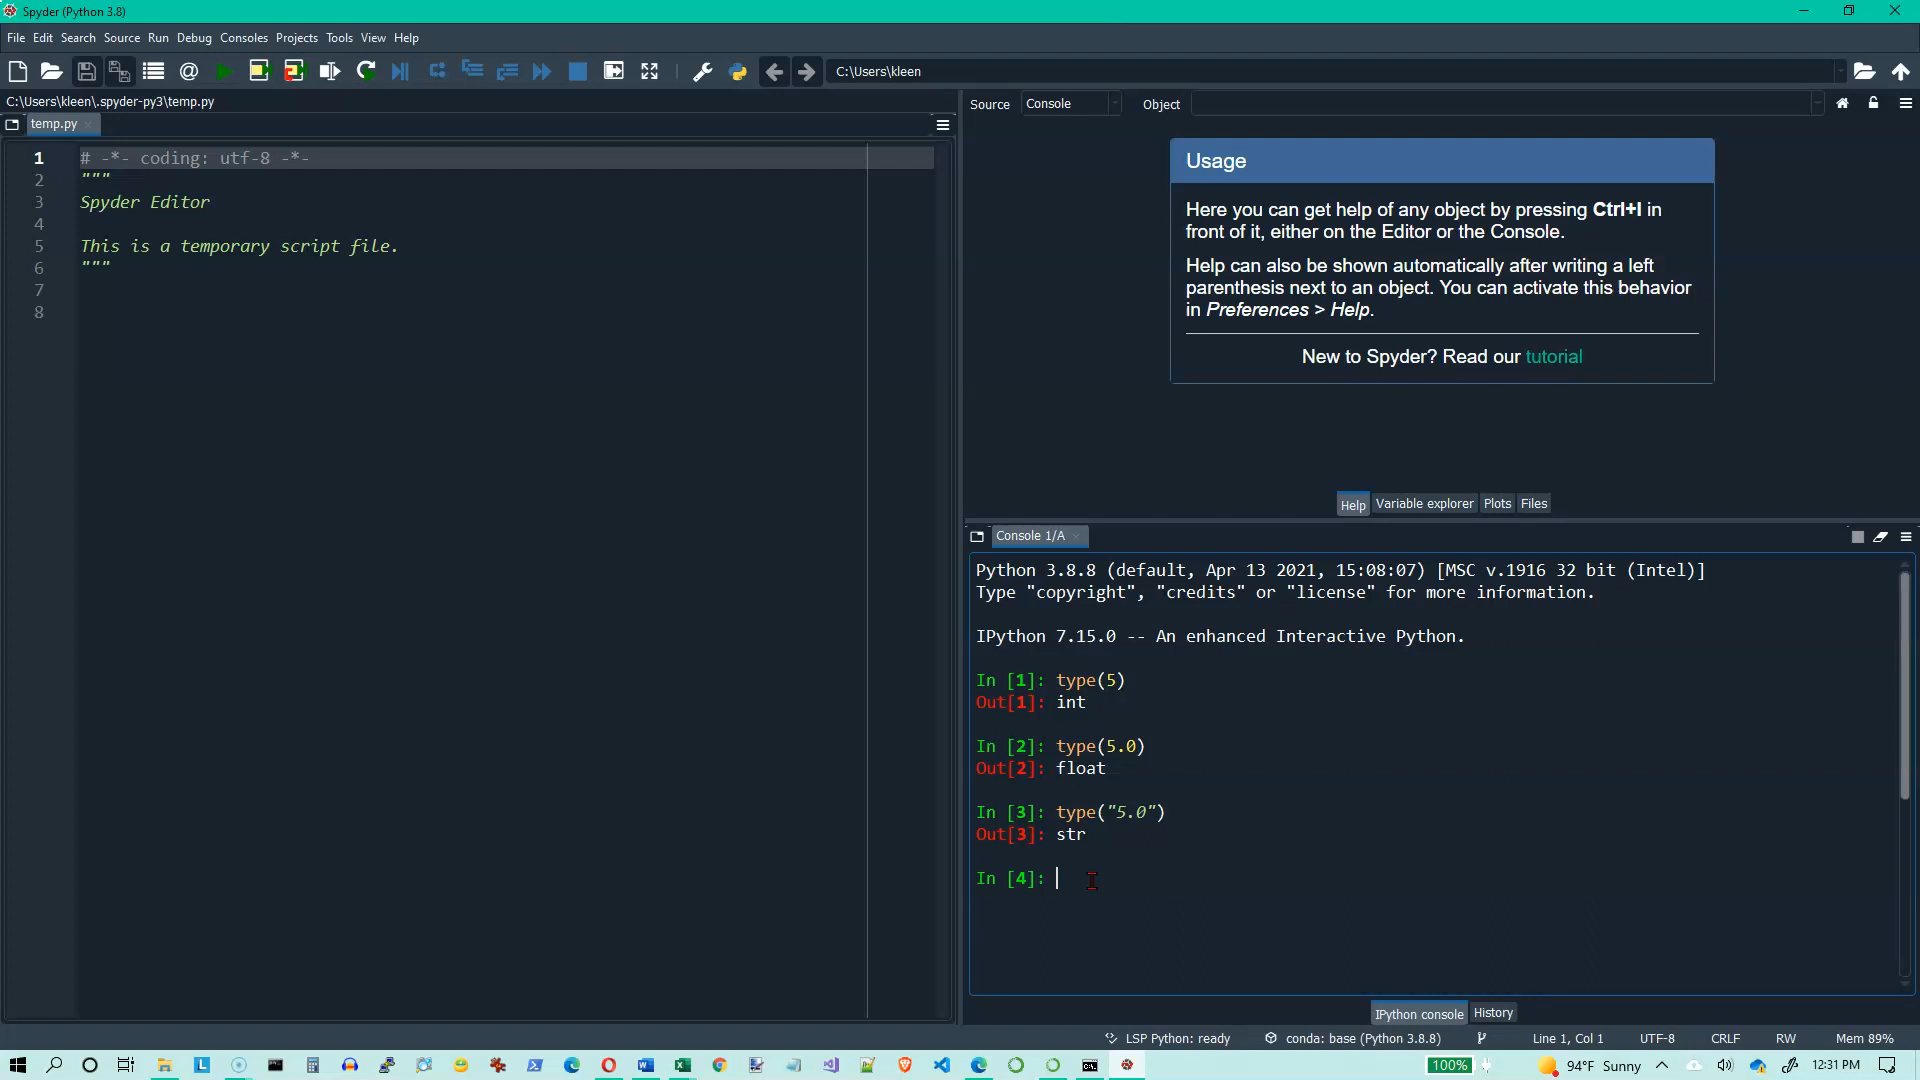 Spyder (Python 3.8)
File Edit Search Source Run Debug Consoles Projects Tools View Help
C:\Users\kleen
C:\Users\kleen\.spyder-py3\temp.py
temp.py
1 # -*- coding: utf-8 -*-
2 """
3 Spyder Editor
4
5 This is a temporary script file.
6 """
7
8
Source Console Object
Usage
Here you can get help of any object by pressing Ctrl+I in
front of it, either on the Editor or the Console.
Help can also be shown automatically after writing a left
parenthesis next to an object. You can activate this behavior
in Preferences > Help.
New to Spyder? Read our tutorial
Help Variable explorer Plots Files
Console 1/A
Python 3.8.8 (default, Apr 13 2021, 15:08:07) [MSC v.1916 32 bit (Intel)]
Type "copyright", "credits" or "license" for more information.
IPython 7.15.0 -- An enhanced Interactive Python.
In [1]: type(5)
Out[1]: int
In [2]: type(5.0)
Out[2]: float
In [3]: type("5.0")
Out[3]: str
In [4]:
IPython console History
LSP Python: ready conda: base (Python 3.8.8) Line 1, Col 1 UTF-8 CRLF RW Mem 89%
100% 94°F Sunny 12:31 PM